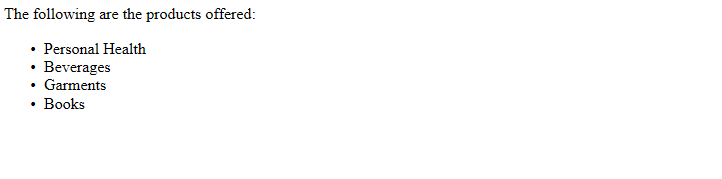 The following are the products offered:
• Personal Health
• Beverages
• Garments
• Books